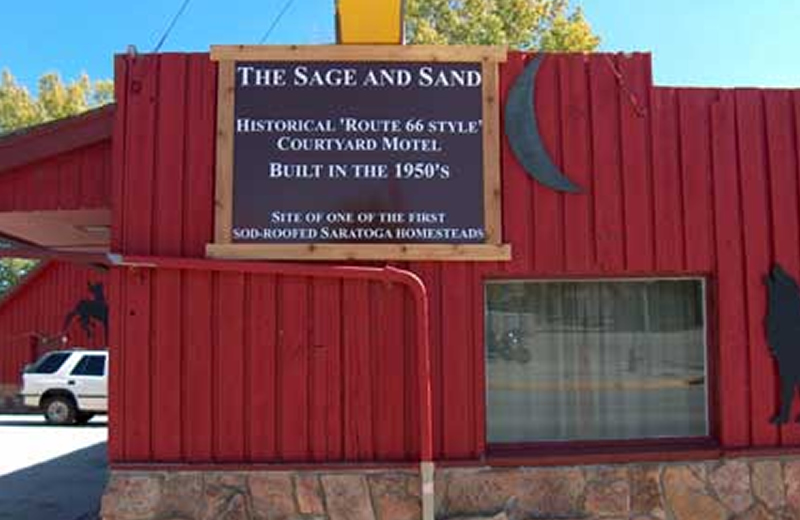 The Sage and Sand
Historical 'Route 66 style'
Courtyard Motel
Built in the 1950's
Site of one of the first
sod-roofed Saratoga homesteads